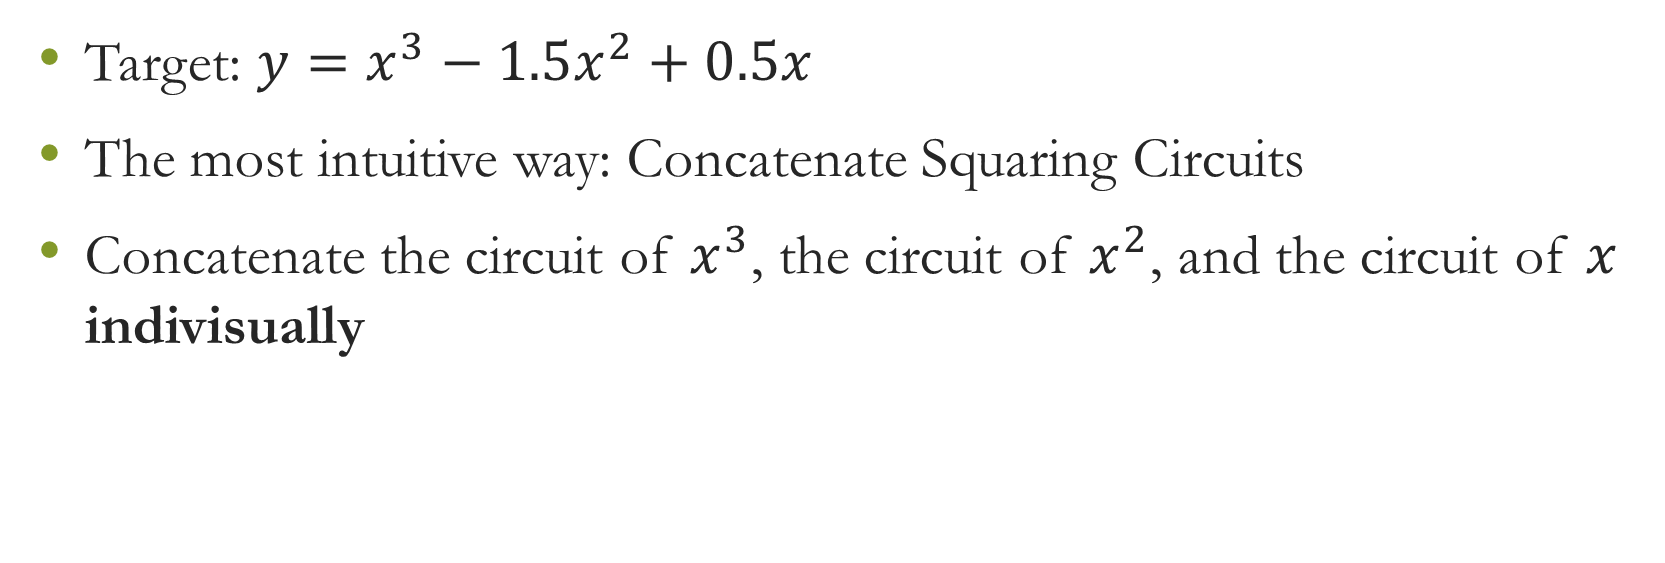 • Target: y = x³ − 1.5x² + 0.5x
• The most intuitive way: Concatenate Squaring Circuits
• Concatenate the circuit of x³, the circuit of x², and the circuit of x
indivisually